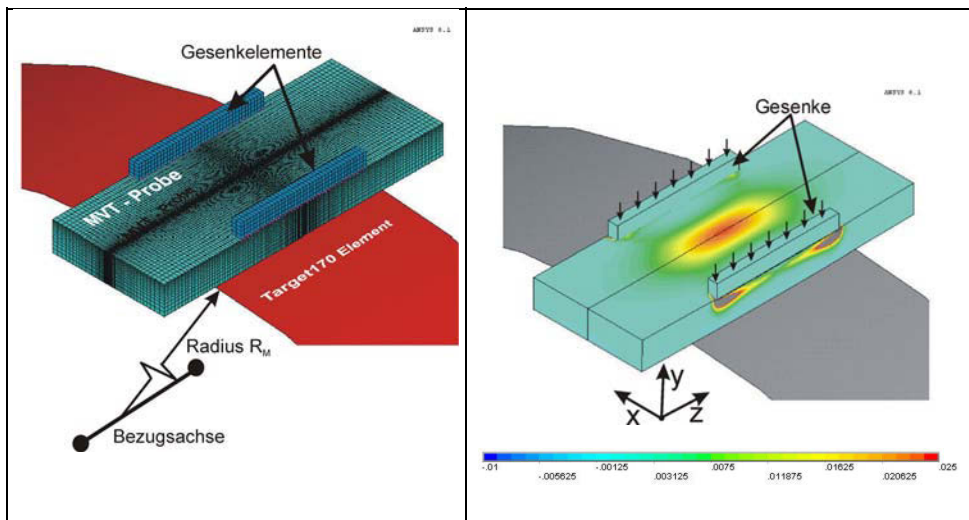 ANSYS 6.1
Gesenkelemente
MVT - Probe
Target170 Element
Radius R_M
Bezugsachse
ANSYS 6.1
Gesenke
y
x
z
-.01
-.005625
-.00125
.003125
.0075
.011875
.01625
.020625
.025